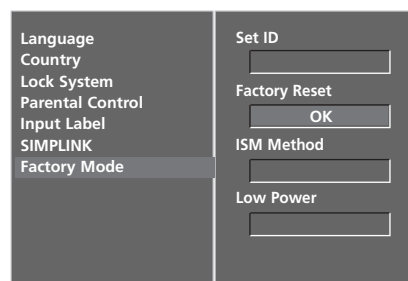 Language
Country
Lock System
Parental Control
Input Label
SIMPLINK
Factory Mode
Set ID
Factory Reset
OK
ISM Method
Low Power